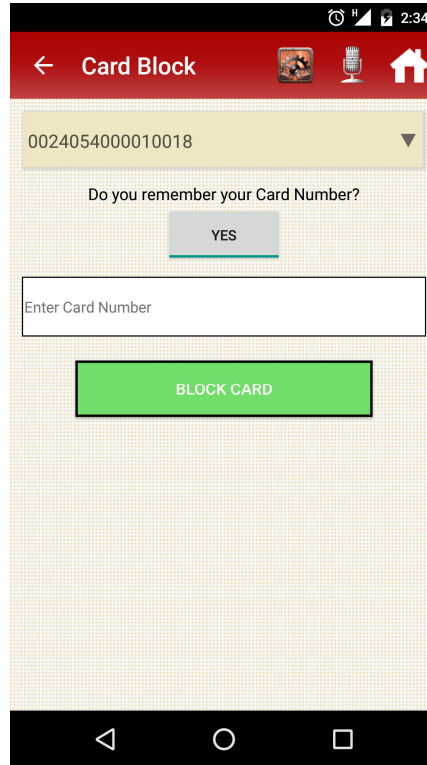 H
2:34
Card Block
0024054000010018
Do you remember your Card Number?
YES
Enter Card Number
BLOCK CARD